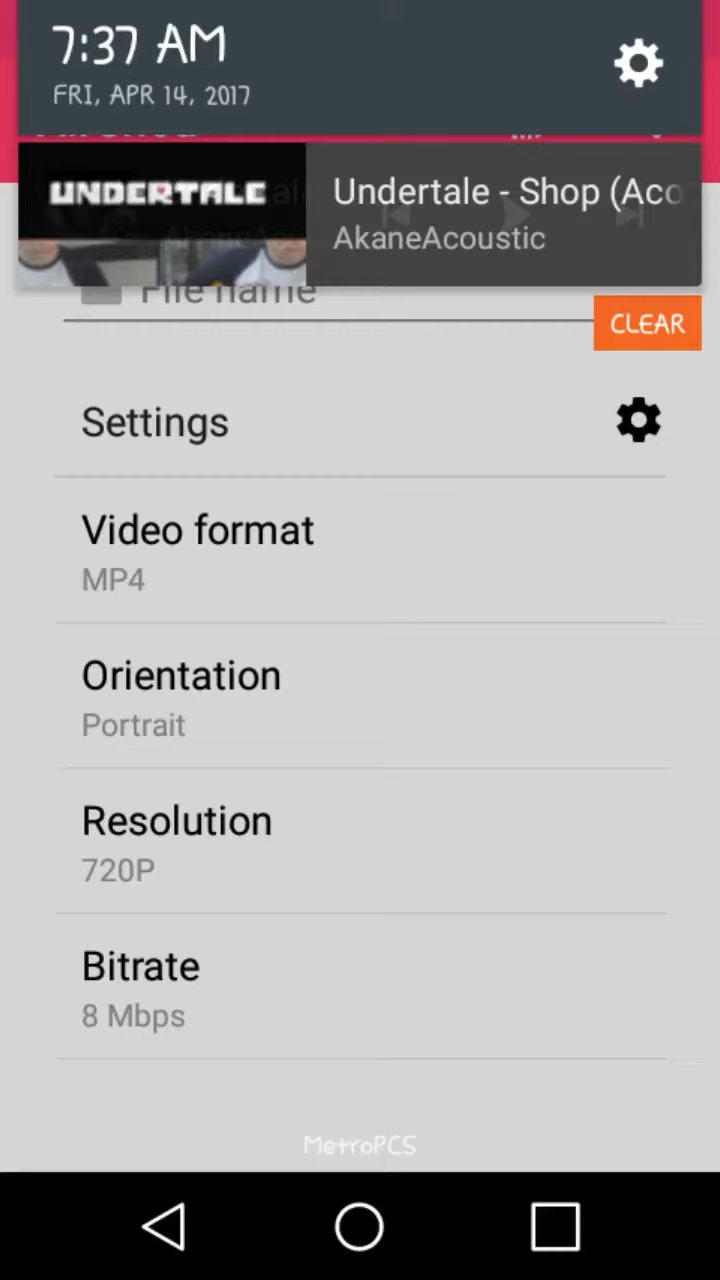 7:37 AM
FRI, APR 14, 2017
UNDERTALE
Undertale - Shop (Aco
AkaneAcoustic
File name
CLEAR
Settings
Video format
MP4
Orientation
Portrait
Resolution
720P
Bitrate
8 Mbps
MetroPCS